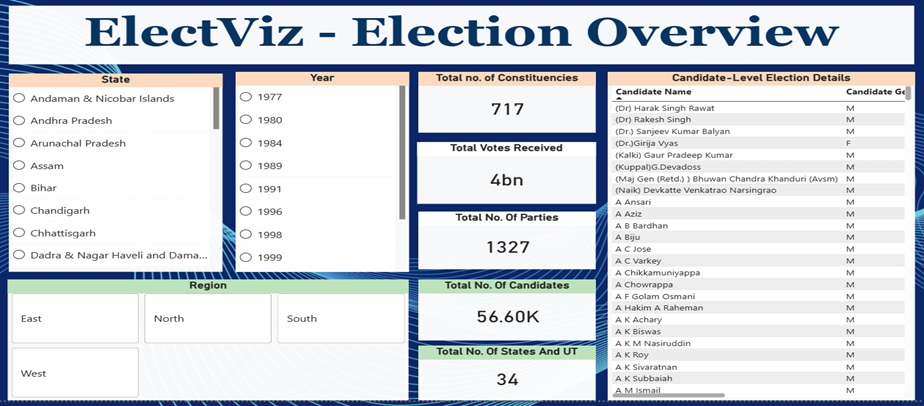 ElectViz - Election Overview
State
Andaman & Nicobar Islands
Andhra Pradesh
Arunachal Pradesh
Assam
Bihar
Chandigarh
Chhattisgarh
Dadra & Nagar Haveli and Dama...
Year
1977
1980
1984
1989
1991
1996
1998
1999
Region
East
North
South
West
Total no. of Constituencies
717
Total Votes Received
4bn
Total No. Of Parties
1327
Total No. Of Candidates
56.60K
Total No. Of States And UT
34
Candidate-Level Election Details
Candidate Name Candidate Ge
(Dr) Harak Singh Rawat M
(Dr) Rakesh Singh M
(Dr.) Sanjeev Kumar Balyan M
(Dr.)Girija Vyas F
(Kalki) Gaur Pradeep Kumar M
(Kuppal)G.Devadoss M
(Maj Gen (Retd.) ) Bhuwan Chandra Khanduri (Avsm) M
(Naik) Devkatte Venkatrao Narsingrao M
A Ansari M
A Aziz M
A B Bardhan M
A Biju M
A C Jose M
A C Varkey M
A Chikkamuniyappa M
A Chowrappa M
A F Golam Osmani M
A Hakim A Raheman M
A K Achary M
A K Biswas M
A K M Nasiruddin M
A K Roy M
A K Sivaratnan M
A K Subbaiah M
A M Ismail M